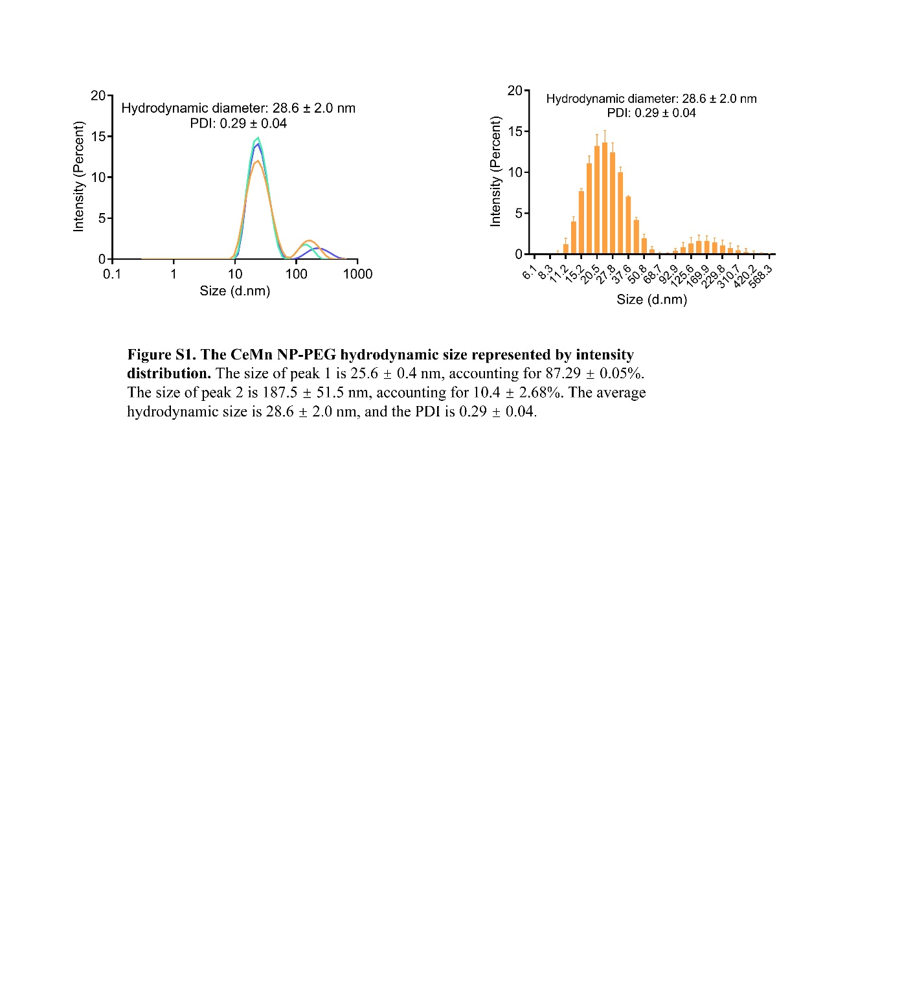 20
15
10
5
0
Intensity (Percent)
Hydrodynamic diameter: 28.6 ± 2.0 nm
PDI: 0.29 ± 0.04
0.1 1 10 100 1000
Size (d.nm)
20
15
10
5
0
Intensity (Percent)
Hydrodynamic diameter: 28.6 ± 2.0 nm
PDI: 0.29 ± 0.04
6.1 8.3 11.2 15.2 20.5 27.8 37.6 50.8 68.7 92.9 125.6 169.9 229.8 310.7 420.2 568.3
Size (d.nm)
Figure S1. The CeMn NP-PEG hydrodynamic size represented by intensity
distribution. The size of peak 1 is 25.6 ± 0.4 nm, accounting for 87.29 ± 0.05%.
The size of peak 2 is 187.5 ± 51.5 nm, accounting for 10.4 ± 2.68%. The average
hydrodynamic size is 28.6 ± 2.0 nm, and the PDI is 0.29 ± 0.04.